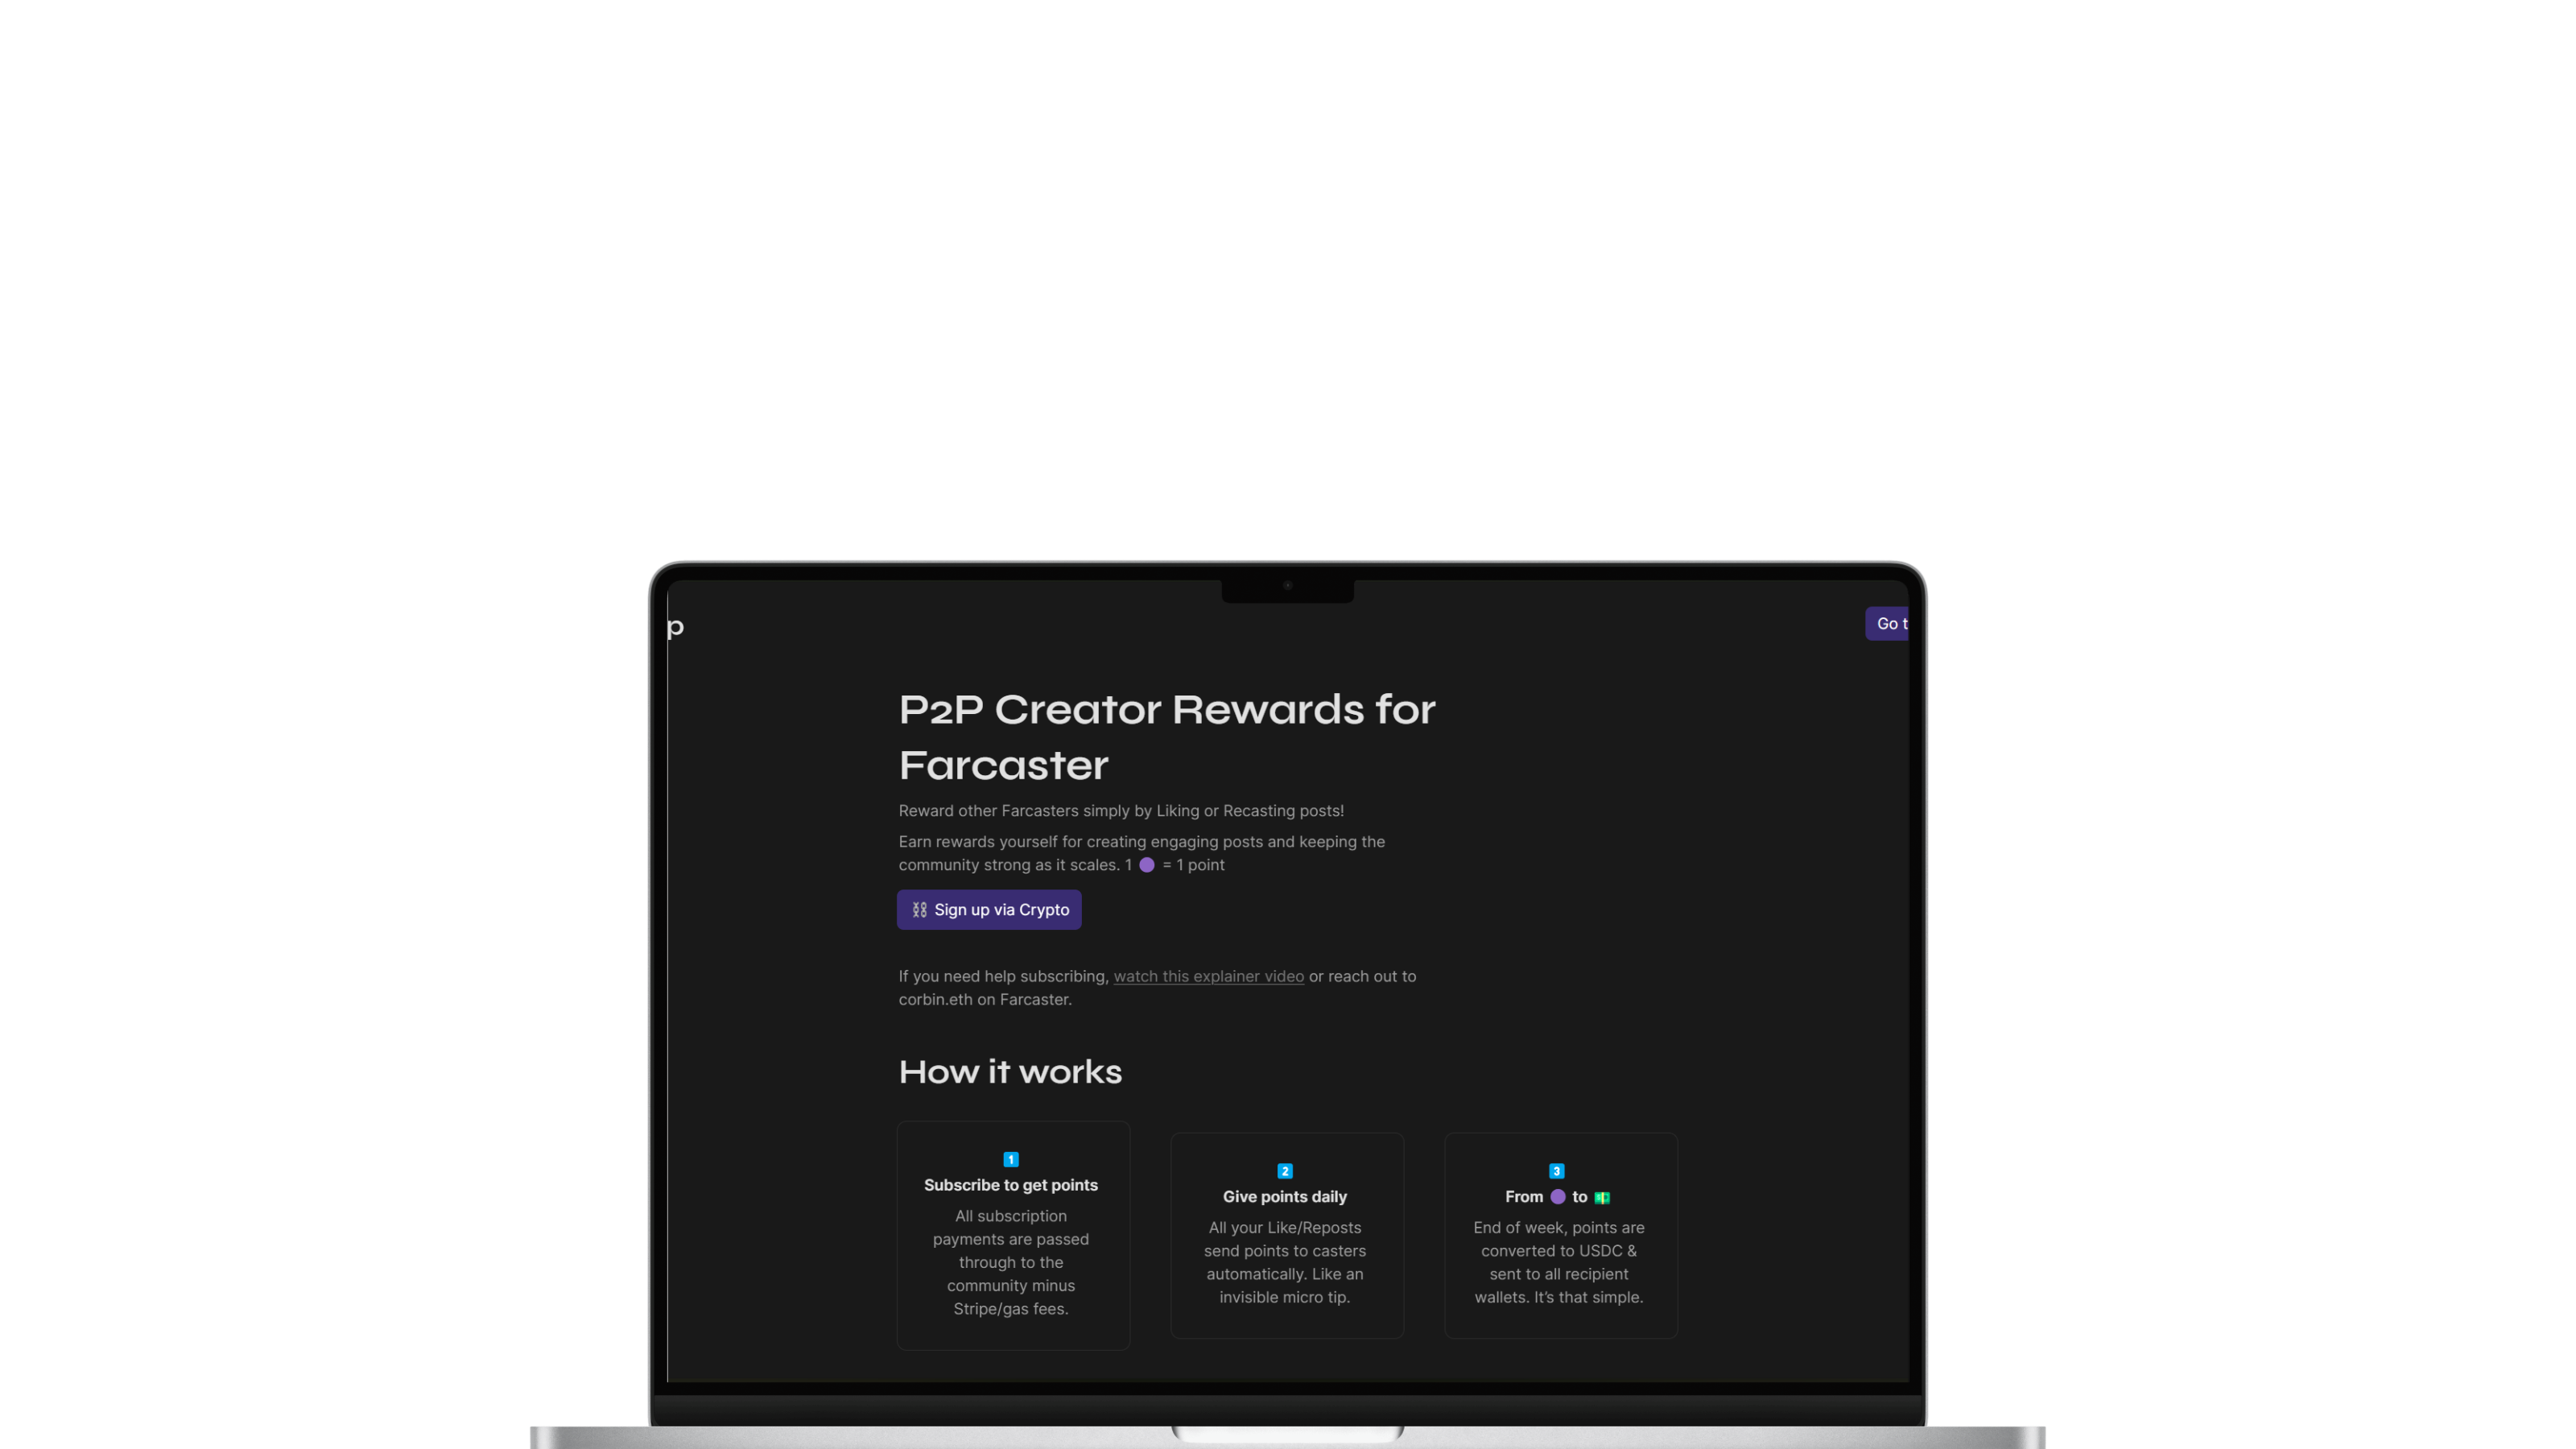 p
Go t
P2P Creator Rewards for
Farcaster
Reward other Farcasters simply by Liking or Recasting posts!
Earn rewards yourself for creating engaging posts and keeping the
community strong as it scales. 1 🟣 = 1 point
⛓ Sign up via Crypto
If you need help subscribing, watch this explainer video or reach out to
corbin.eth on Farcaster.
How it works
1
Subscribe to get points
All subscription
payments are passed
through to the
community minus
Stripe/gas fees.
2
Give points daily
All your Like/Reposts
send points to casters
automatically. Like an
invisible micro tip.
3
From 🟣 to 💵
End of week, points are
converted to USDC &
sent to all recipient
wallets. It's that simple.